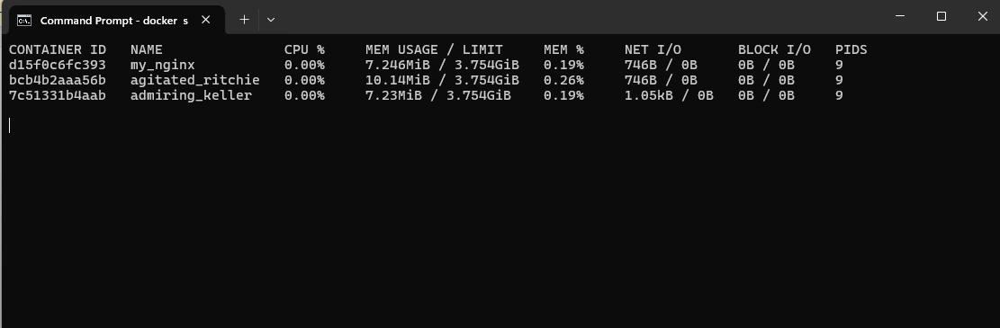 Command Prompt - docker s
CONTAINER ID   NAME               CPU %     MEM USAGE / LIMIT     MEM %     NET I/O       BLOCK I/O   PIDS
d15f0c6fc393   my_nginx           0.00%     7.246MiB / 3.754GiB   0.19%     746B / 0B     0B / 0B     9
bcb4b2aaa56b   agitated_ritchie   0.00%     10.14MiB / 3.754GiB   0.26%     746B / 0B     0B / 0B     9
7c51331b4aab   admiring_keller    0.00%     7.23MiB / 3.754GiB    0.19%     1.05kB / 0B   0B / 0B     9